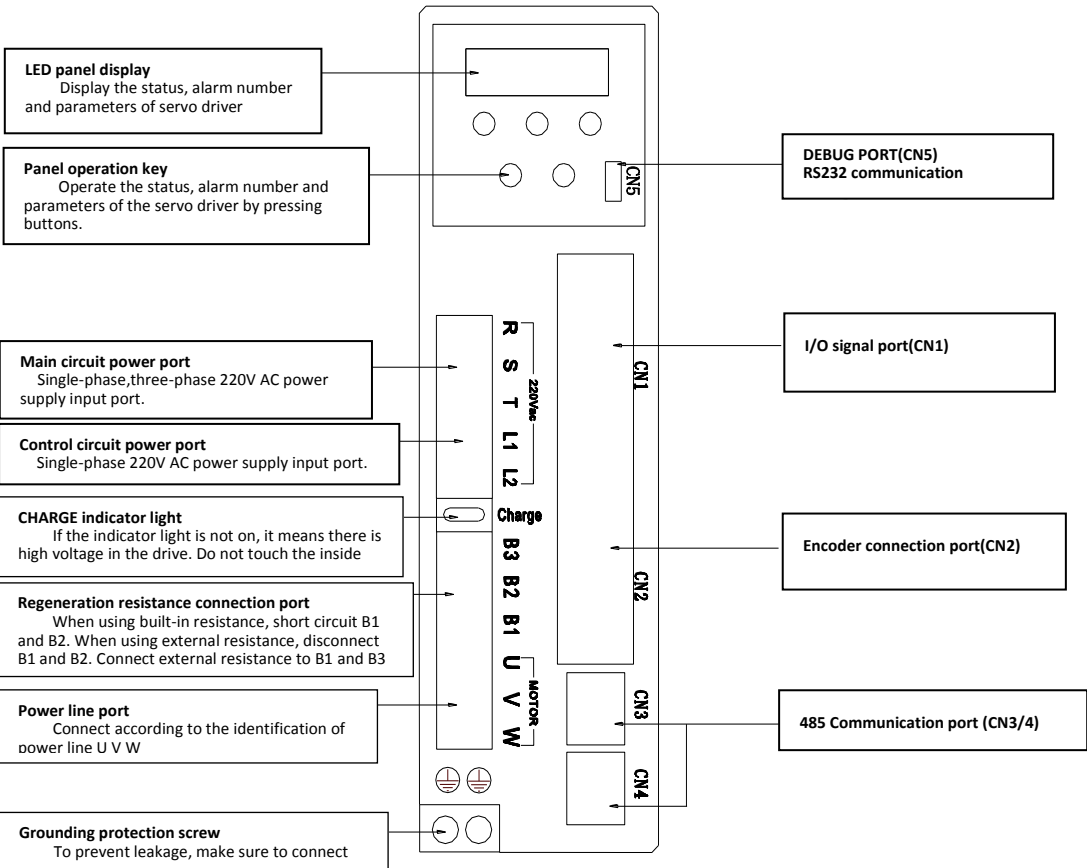 LED panel display
Display the status, alarm number
and parameters of servo driver
Panel operation key
Operate the status, alarm number and
parameters of the servo driver by pressing
buttons.
Main circuit power port
Single-phase,three-phase 220V AC power
supply input port.
Control circuit power port
Single-phase 220V AC power supply input port.
CHARGE indicator light
If the indicator light is not on, it means there is
high voltage in the drive. Do not touch the inside
Regeneration resistance connection port
When using built-in resistance, short circuit B1
and B2. When using external resistance, disconnect
B1 and B2. Connect external resistance to B1 and B3
Power line port
Connect according to the identification of
power line U V W
Grounding protection screw
To prevent leakage, make sure to connect
CN5
R
S
T
L1
L2
220Vac
Charge
B3
B2
B1
U
V
W
MOTOR
CN1
CN2
CN3
CN4
DEBUG PORT(CN5)
RS232 communication
I/O signal port(CN1)
Encoder connection port(CN2)
485 Communication port (CN3/4)